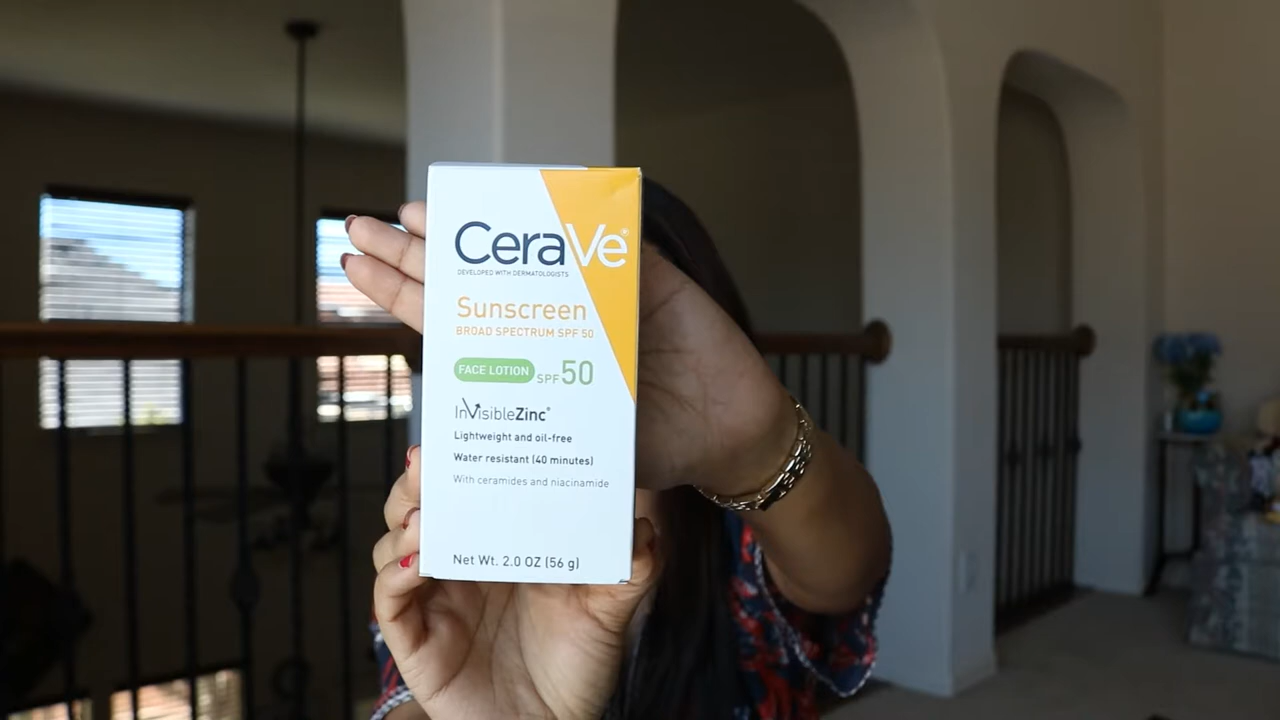 CeraVe®
DEVELOPED WITH DERMATOLOGISTS
Sunscreen
BROAD SPECTRUM SPF 50
FACE LOTION SPF 50
InVisibleZinc®
Lightweight and oil-free
Water resistant (40 minutes)
With ceramides and niacinamide
Net Wt. 2.0 OZ (56 g)